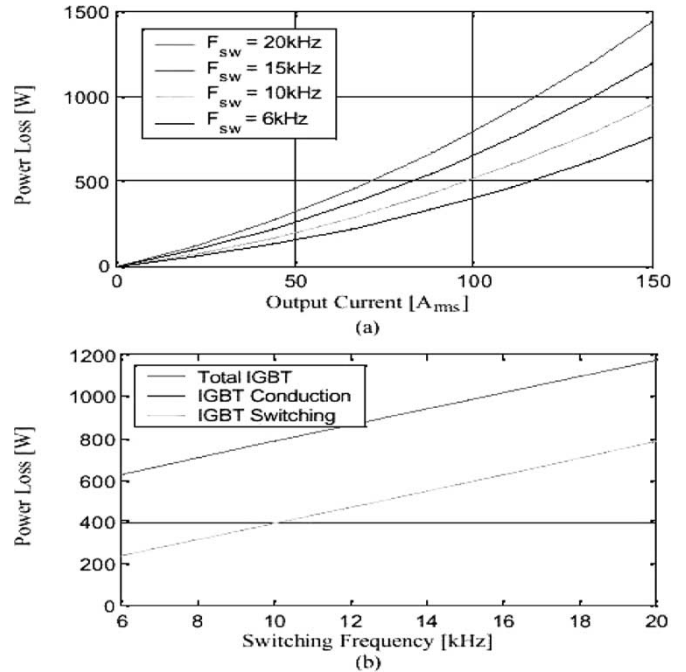 1500
1000
500
0
Power Loss [W]
F_sw = 20kHz
F_sw = 15kHz
F_sw = 10kHz
F_sw = 6kHz
0 50 100 150
Output Current [A_rms]
(a)
1200
1000
800
600
400
200
0
Power Loss [W]
Total IGBT
IGBT Conduction
IGBT Switching
6 8 10 12 14 16 18 20
Switching Frequency [kHz]
(b)